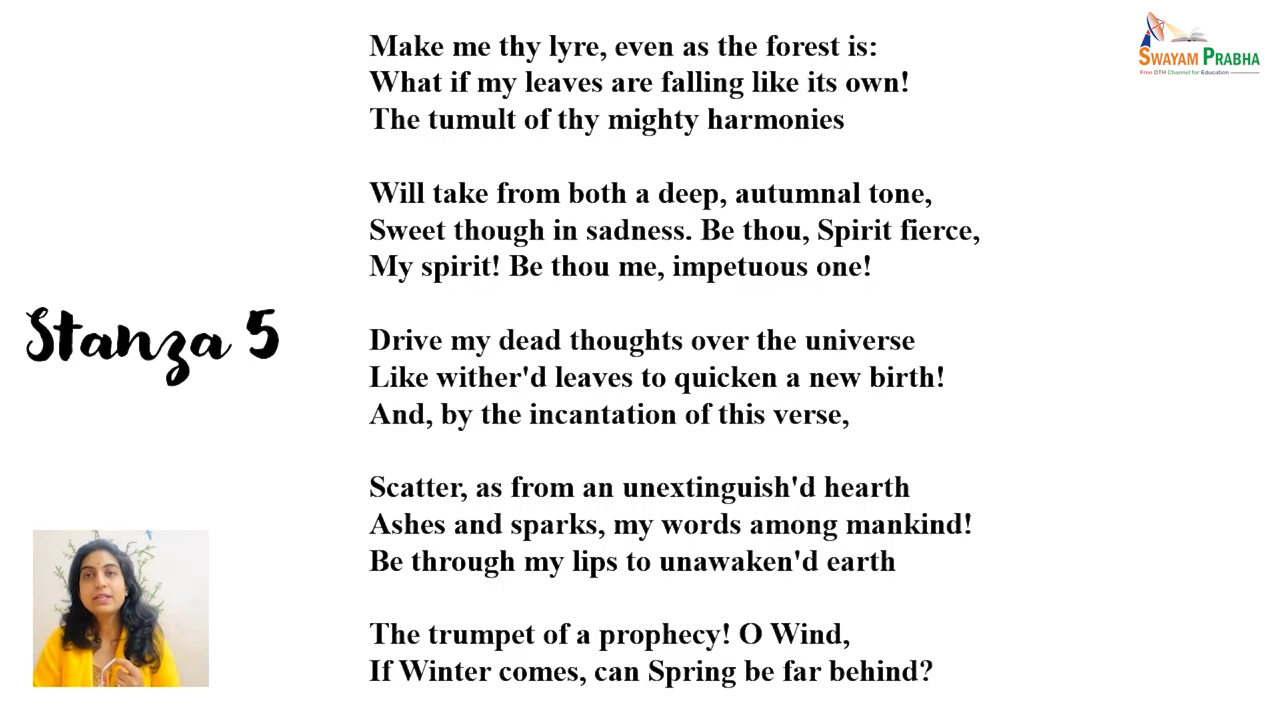 Make me thy lyre, even as the forest is:
What if my leaves are falling like its own!
The tumult of thy mighty harmonies
Will take from both a deep, autumnal tone,
Sweet though in sadness. Be thou, Spirit fierce,
My spirit! Be thou me, impetuous one!
Drive my dead thoughts over the universe
Like wither'd leaves to quicken a new birth!
And, by the incantation of this verse,
Scatter, as from an unextinguish'd hearth
Ashes and sparks, my words among mankind!
Be through my lips to unawaken'd earth
The trumpet of a prophecy! O Wind,
If Winter comes, can Spring be far behind?
Stanza 5
SWAYAM PRABHA
Free DTH Channel for Education